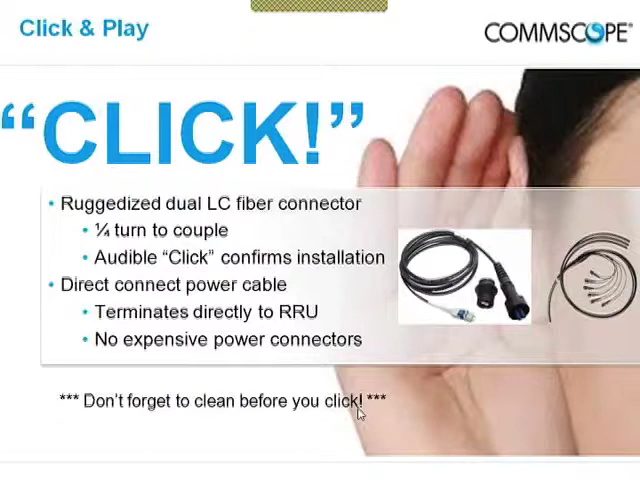 Click & Play
COMMSCOPE®
“CLICK!”
• Ruggedized dual LC fiber connector
• ¼ turn to couple
• Audible “Click” confirms installation
• Direct connect power cable
• Terminates directly to RRU
• No expensive power connectors
*** Don’t forget to clean before you click! ***